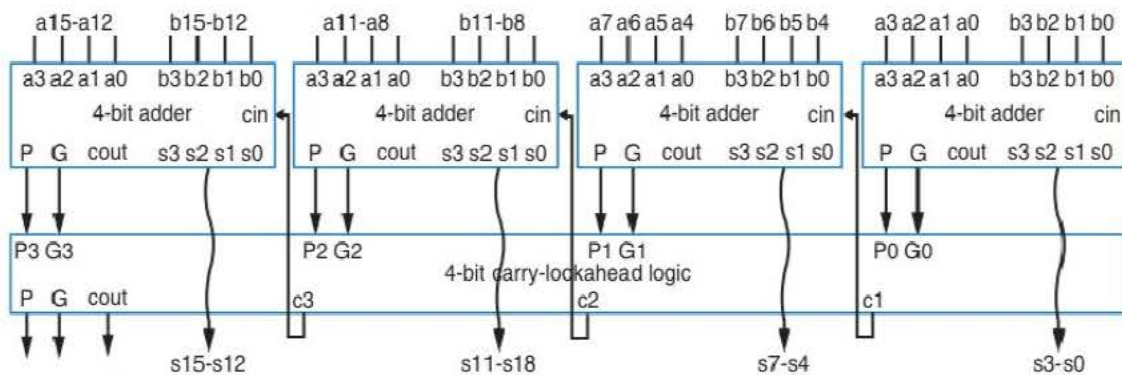 a15-a12 b15-b12 a11-a8 b11-b8 a7 a6 a5 a4 b7 b6 b5 b4 a3 a2 a1 a0 b3 b2 b1 b0
a3 a2 a1 a0 b3 b2 b1 b0 a3 a2 a1 a0 b3 b2 b1 b0 a3 a2 a1 a0 b3 b2 b1 b0 a3 a2 a1 a0 b3 b2 b1 b0
4-bit adder cin 4-bit adder cin 4-bit adder cin 4-bit adder cin
P G cout s3 s2 s1 s0 P G cout s3 s2 s1 s0 P G cout s3 s2 s1 s0 P G cout s3 s2 s1 s0
P3 G3 P2 G2 P1 G1 P0 G0
4-bit carry-lookahead logic
P G cout c3 c2 c1
s15-s12 s11-s18 s7-s4 s3-s0